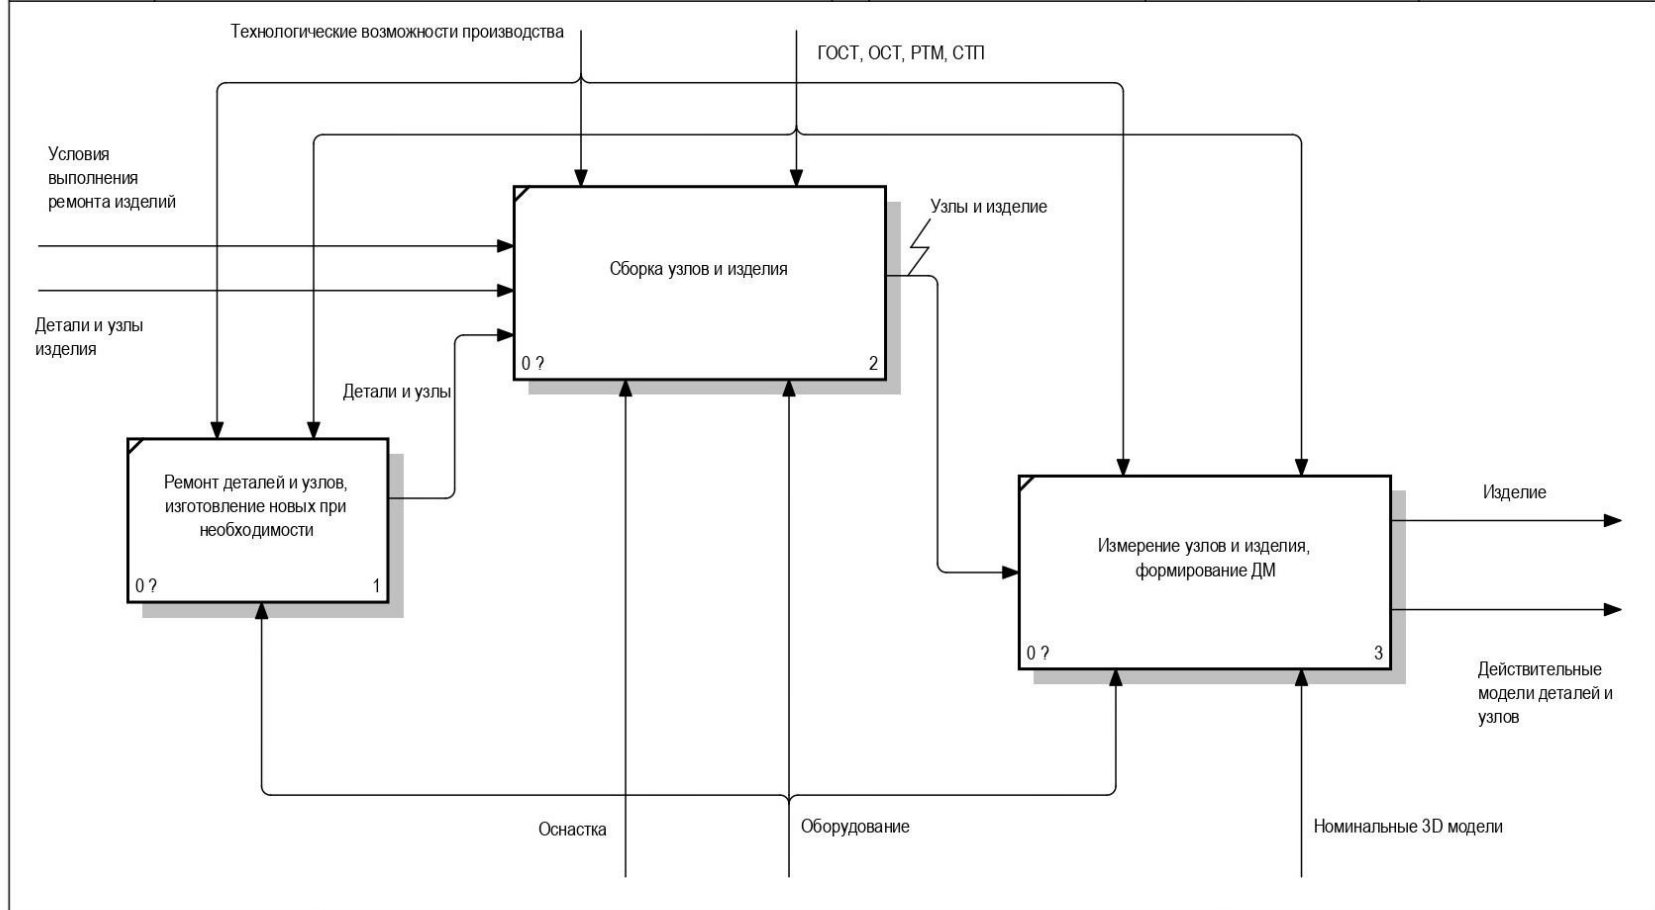 Технологические возможности производства
ГОСТ, ОСТ, РТМ, СТП
Условия
выполнения
ремонта изделий
Узлы и изделие
Сборка узлов и изделия
Детали и узлы
изделия
0 ?
2
Детали и узлы
Ремонт деталей и узлов,
изготовление новых при
необходимости
0 ?
1
Изделие
Измерение узлов и изделия,
формирование ДМ
0 ?
3
Действительные
модели деталей и
узлов
Оснастка
Оборудование
Номинальные 3D модели